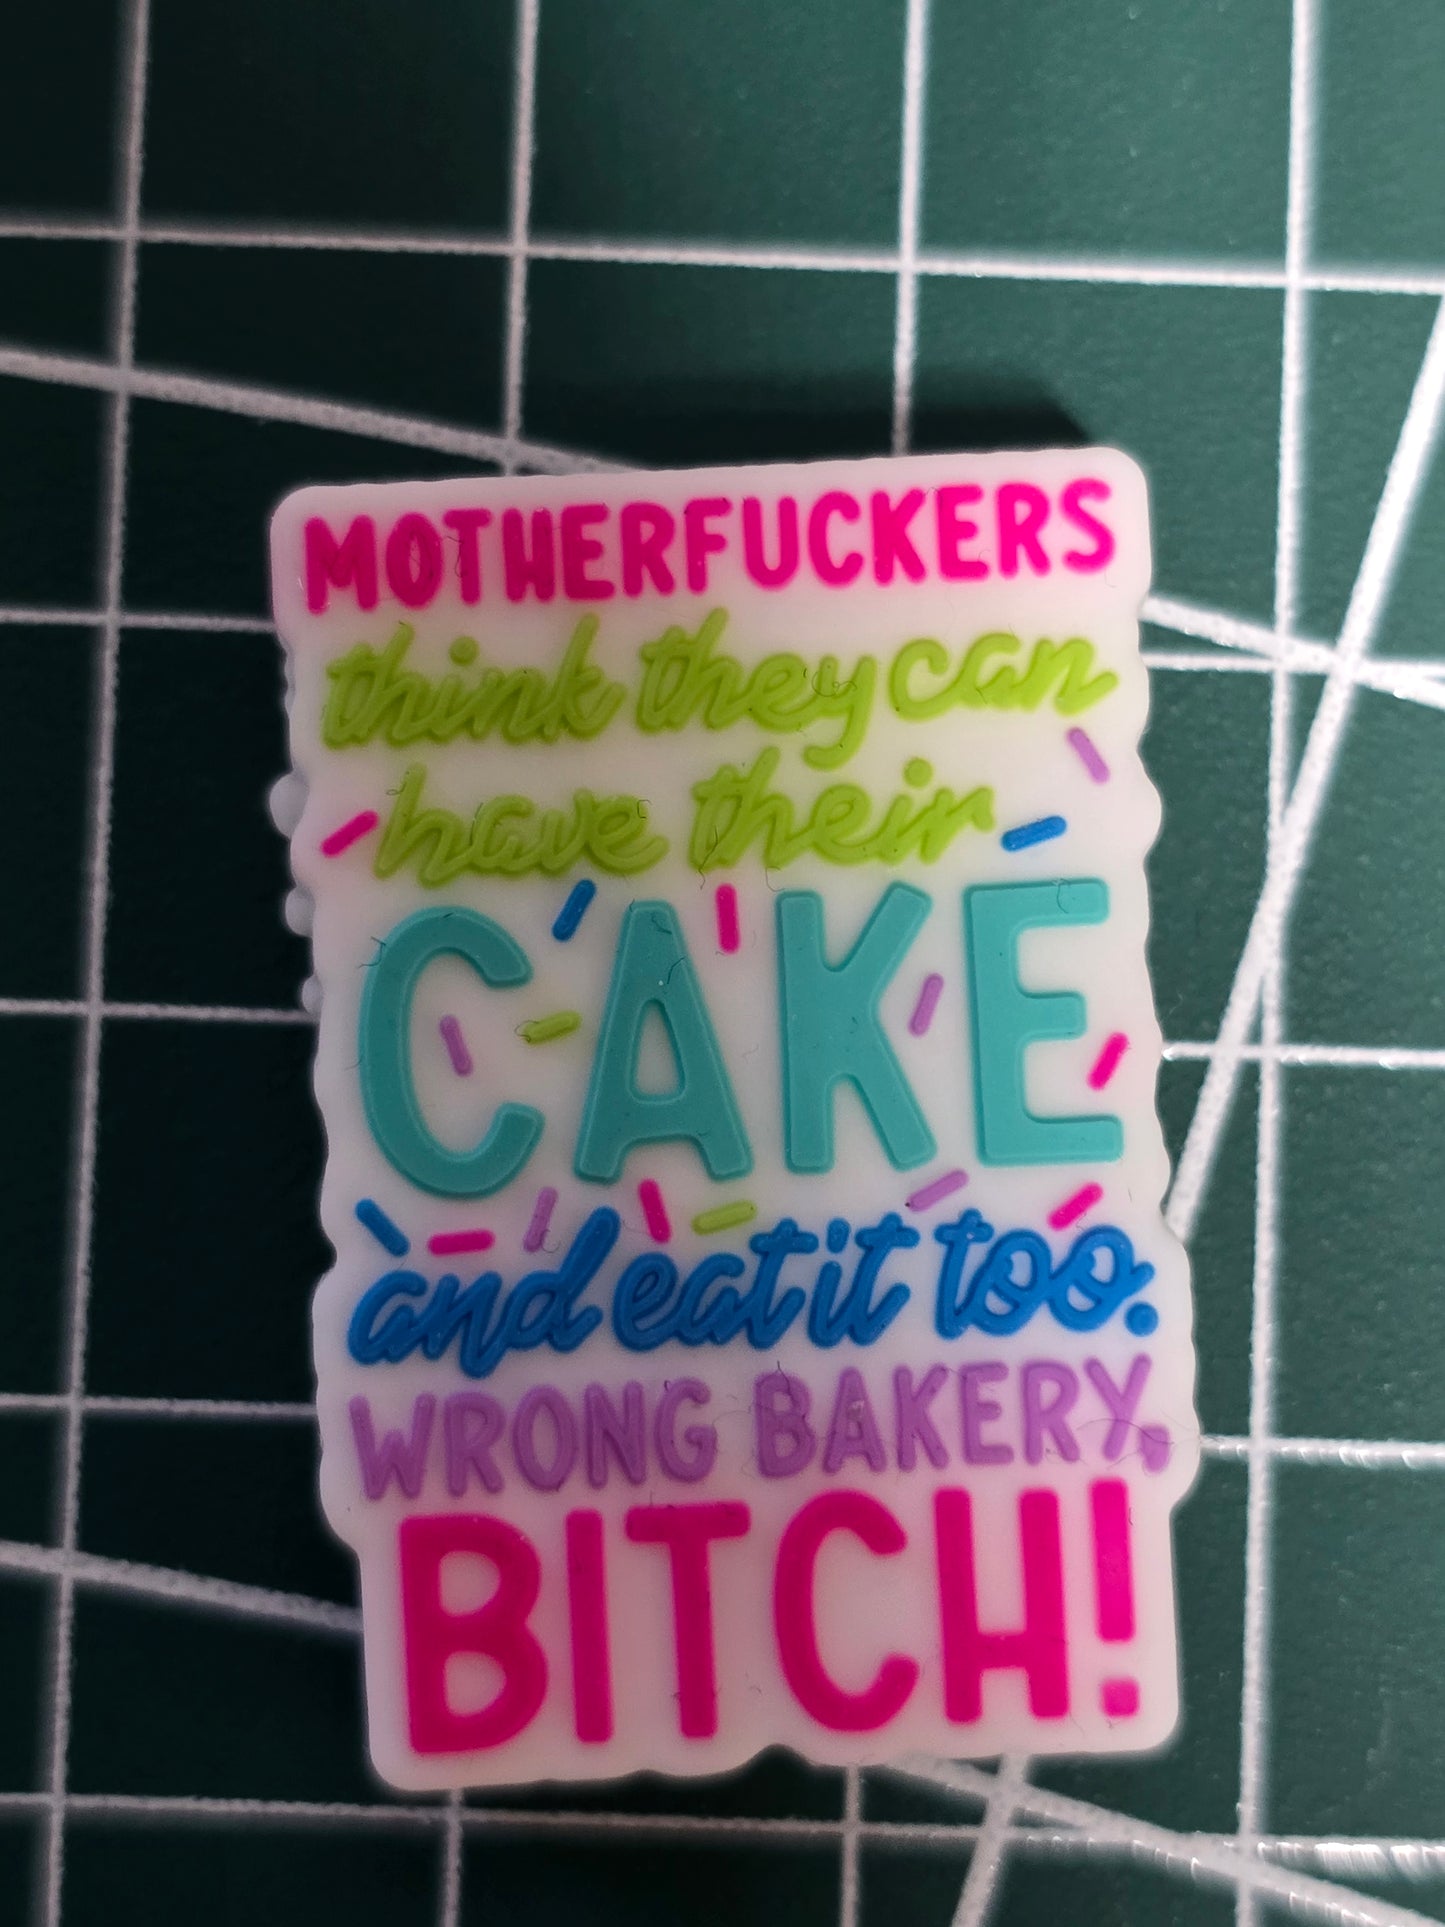 MOTHERFUCKERS
think they can
have their
CAKE
and eat it too.
WRONG BAKERY,
BITCH!